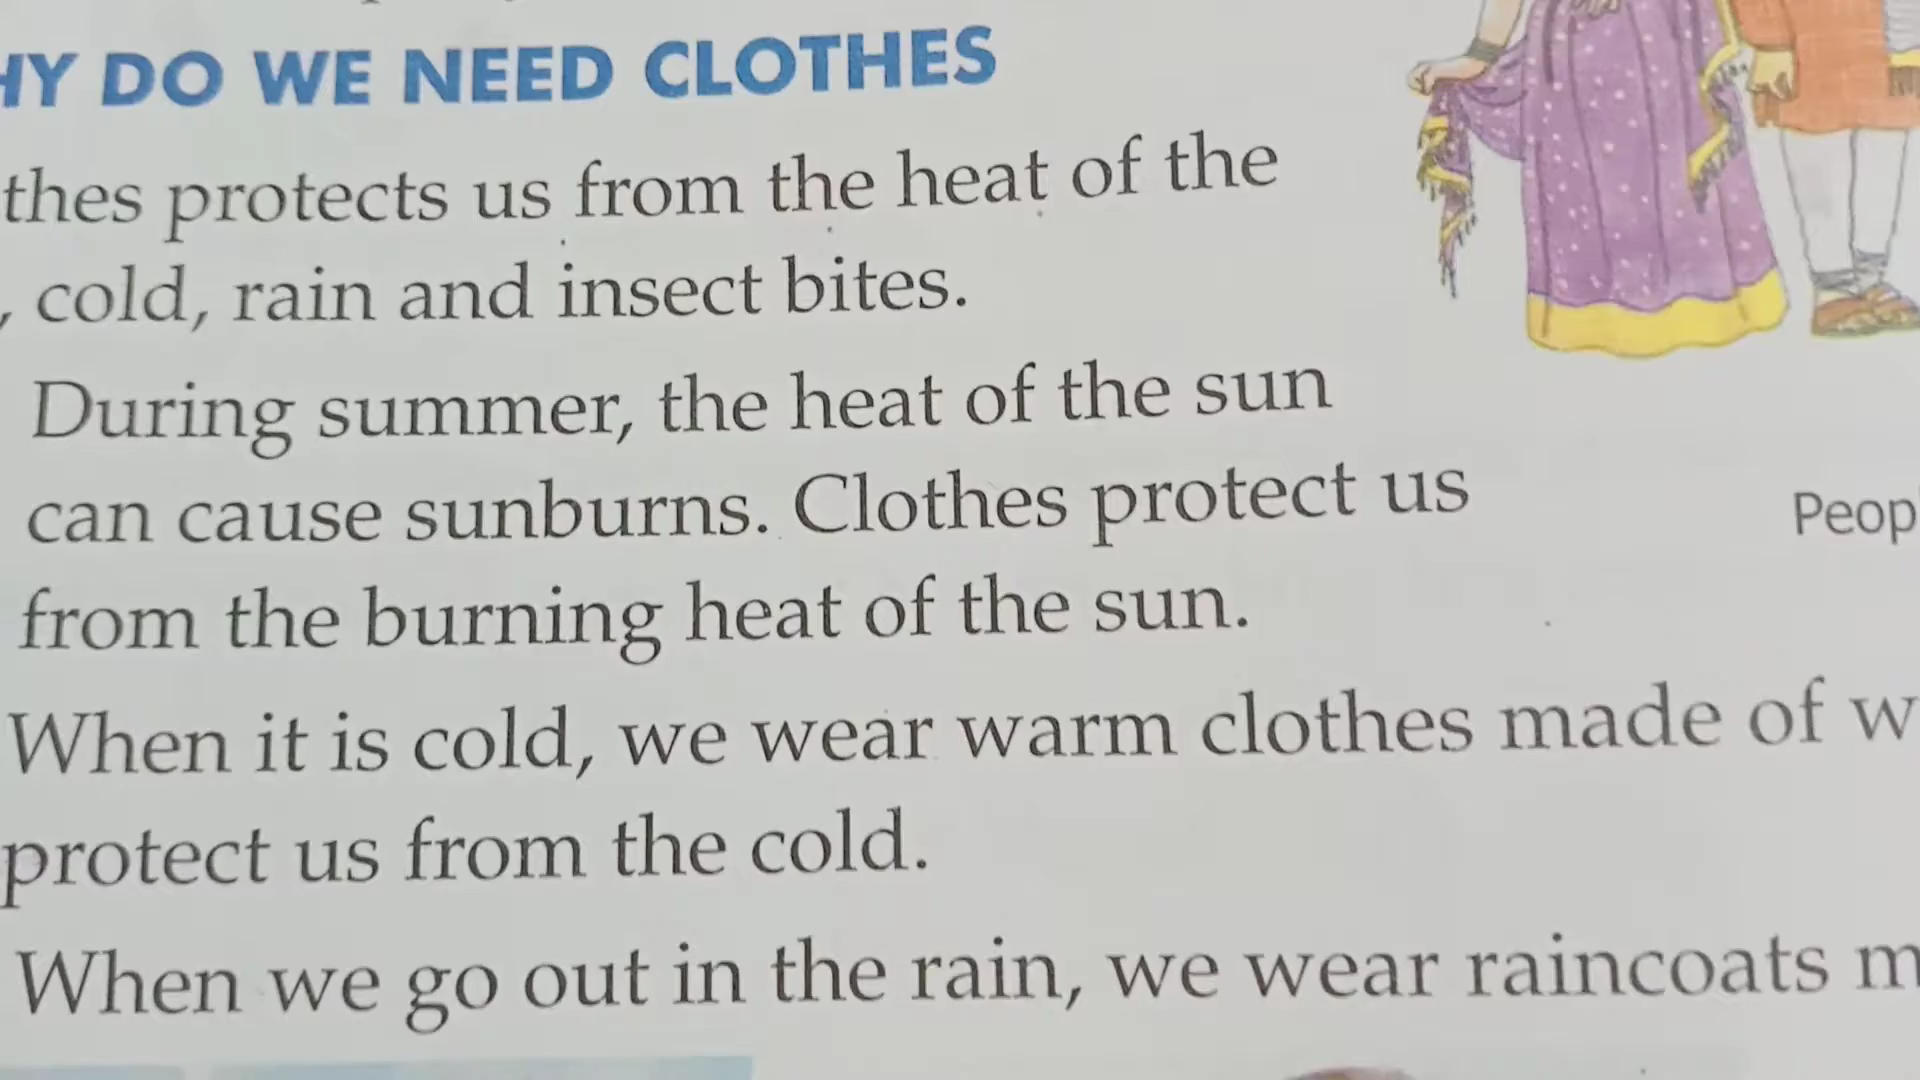 HY DO WE NEED CLOTHES
thes protects us from the heat of the
, cold, rain and insect bites.
During summer, the heat of the sun
can cause sunburns. Clothes protect us
Peop
from the burning heat of the sun.
When it is cold, we wear warm clothes made of w
protect us from the cold.
When we go out in the rain, we wear raincoats m